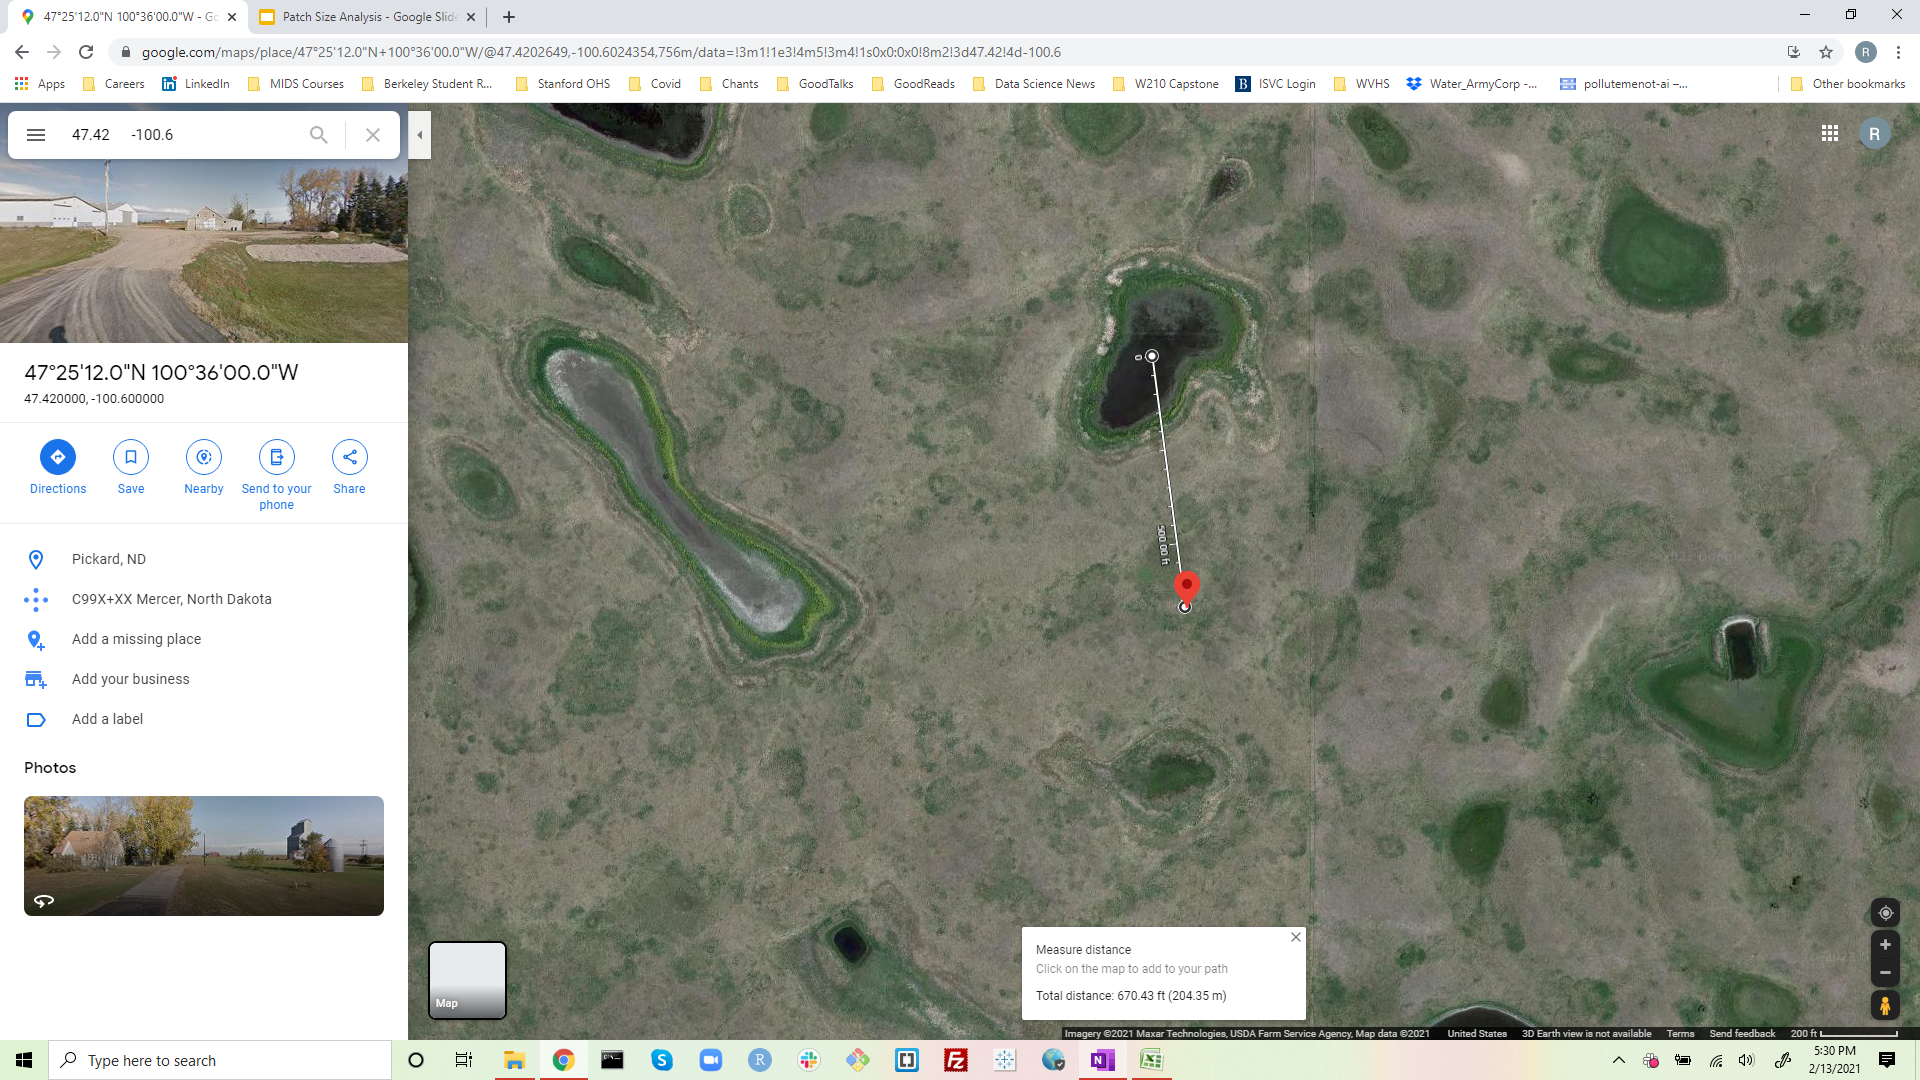 47°25'12.0"N 100°36'00.0"W - Go
Patch Size Analysis - Google Slide
google.com/maps/place/47°25'12.0"N+100°36'00.0"W/@47.4202649,-100.6024354,756m/data=!3m1!1e3!4m5!3m4!1s0x0:0x0!8m2!3d47.42!4d-100.6
R
Apps Careers LinkedIn MIDS Courses Berkeley Student R... Stanford OHS Covid Chants GoodTalks GoodReads Data Science News W210 Capstone B ISVC Login WVHS Water_ArmyCorp -... pollutemenot-ai –... Other bookmarks
47.42 -100.6
R
47°25'12.0"N 100°36'00.0"W
47.420000, -100.600000
Directions Save Nearby Send to your phone Share
Pickard, ND
C99X+XX Mercer, North Dakota
Add a missing place
Add your business
Add a label
Photos
0
500.00 ft
Map
Measure distance
Click on the map to add to your path
Total distance: 670.43 ft (204.35 m)
Imagery ©2021 Maxar Technologies, USDA Farm Service Agency, Map data ©2021 United States 3D Earth view is not available Terms Send feedback 200 ft
Type here to search
5:30 PM
2/13/2021